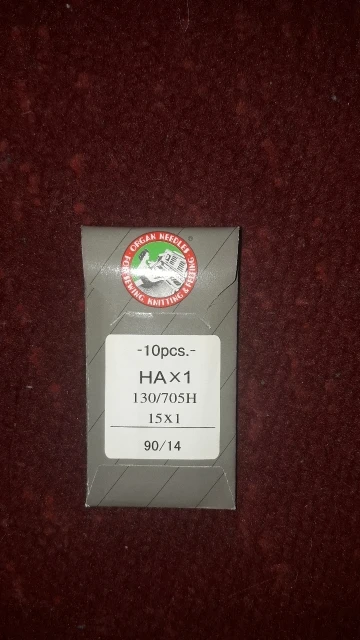 ORGAN NEEDLES
FOR SEWING, KNITTING & FELTING
-10pcs.-
HA×1
130/705H
15X1
90/14